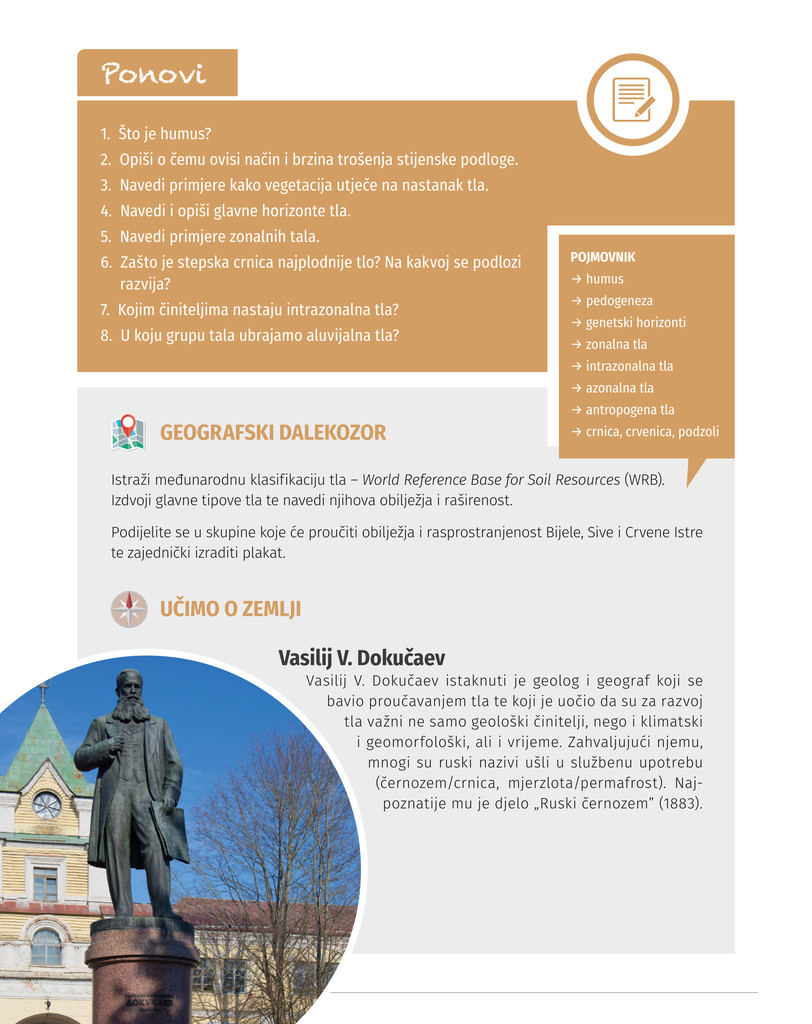 Ponovi
1. Što je humus?
2. Opiši o čemu ovisi način i brzina trošenja stijenske podloge.
3. Navedi primjere kako vegetacija utječe na nastanak tla.
4. Navedi i opiši glavne horizonte tla.
5. Navedi primjere zonalnih tala.
6. Zašto je stepska crnica najplodnije tlo? Na kakvoj se podlozi
razvija?
7. Kojim činiteljima nastaju intrazonalna tla?
8. U koju grupu tala ubrajamo aluvijalna tla?
POJMOVNIK
→ humus
→ pedogeneza
→ genetski horizonti
→ zonalna tla
→ intrazonalna tla
→ azonalna tla
→ antropogena tla
→ crnica, crvenica, podzoli
GEOGRAFSKI DALEKOZOR
Istraži međunarodnu klasifikaciju tla – World Reference Base for Soil Resources (WRB).
Izdvoji glavne tipove tla te navedi njihova obilježja i raširenost.
Podijelite se u skupine koje će proučiti obilježja i rasprostranjenost Bijele, Sive i Crvene Istre
te zajednički izraditi plakat.
UČIMO O ZEMLJI
Vasilij V. Dokučaev
Vasilij V. Dokučaev istaknuti je geolog i geograf koji se
bavio proučavanjem tla te koji je uočio da su za razvoj
tla važni ne samo geološki činitelji, nego i klimatski
i geomorfološki, ali i vrijeme. Zahvaljujući njemu,
mnogi su ruski nazivi ušli u službenu upotrebu
(černozem/crnica, mjerzlota/permafrost). Naj-
poznatije mu je djelo „Ruski černozem” (1883).